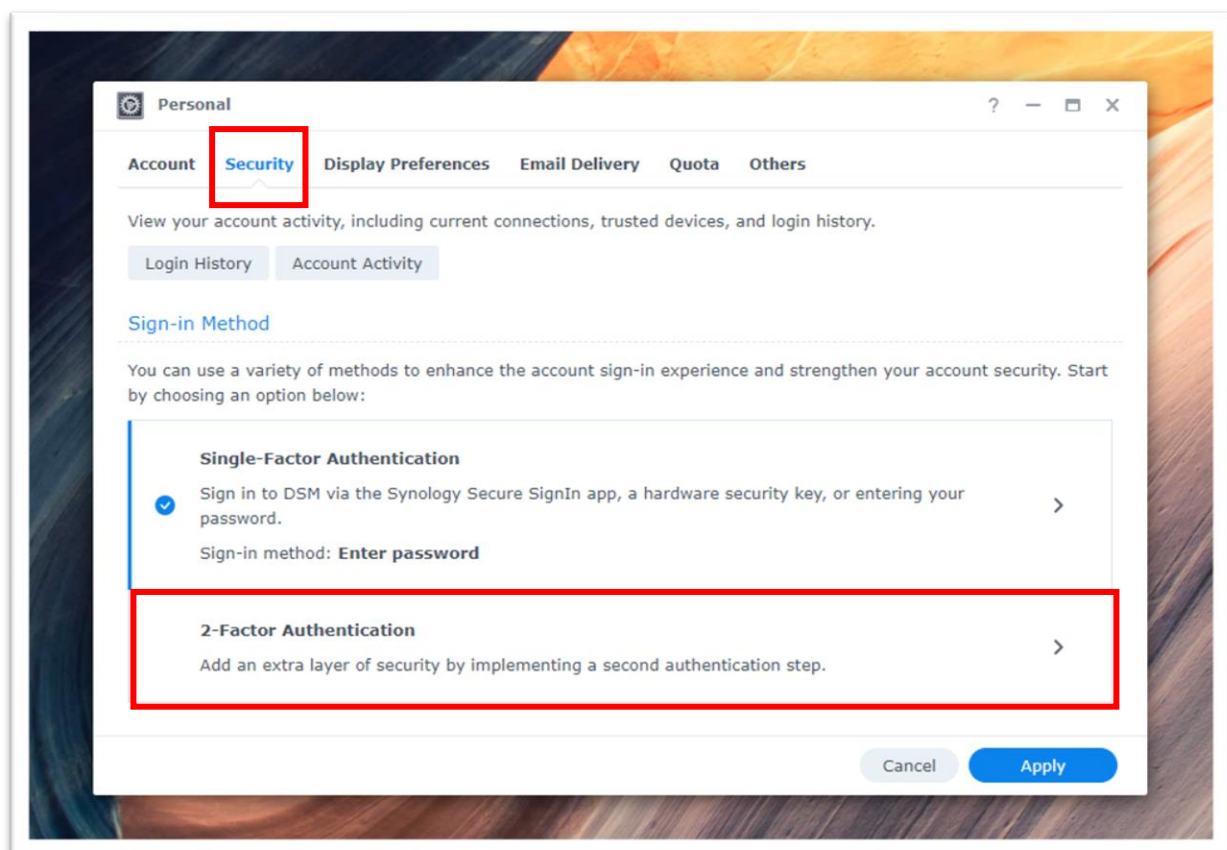 Personal
Account Security Display Preferences Email Delivery Quota Others
View your account activity, including current connections, trusted devices, and login history.
Login History Account Activity
Sign-in Method
You can use a variety of methods to enhance the account sign-in experience and strengthen your account security. Start
by choosing an option below:
Single-Factor Authentication
Sign in to DSM via the Synology Secure SignIn app, a hardware security key, or entering your
password.
Sign-in method: Enter password
2-Factor Authentication
Add an extra layer of security by implementing a second authentication step.
Cancel Apply